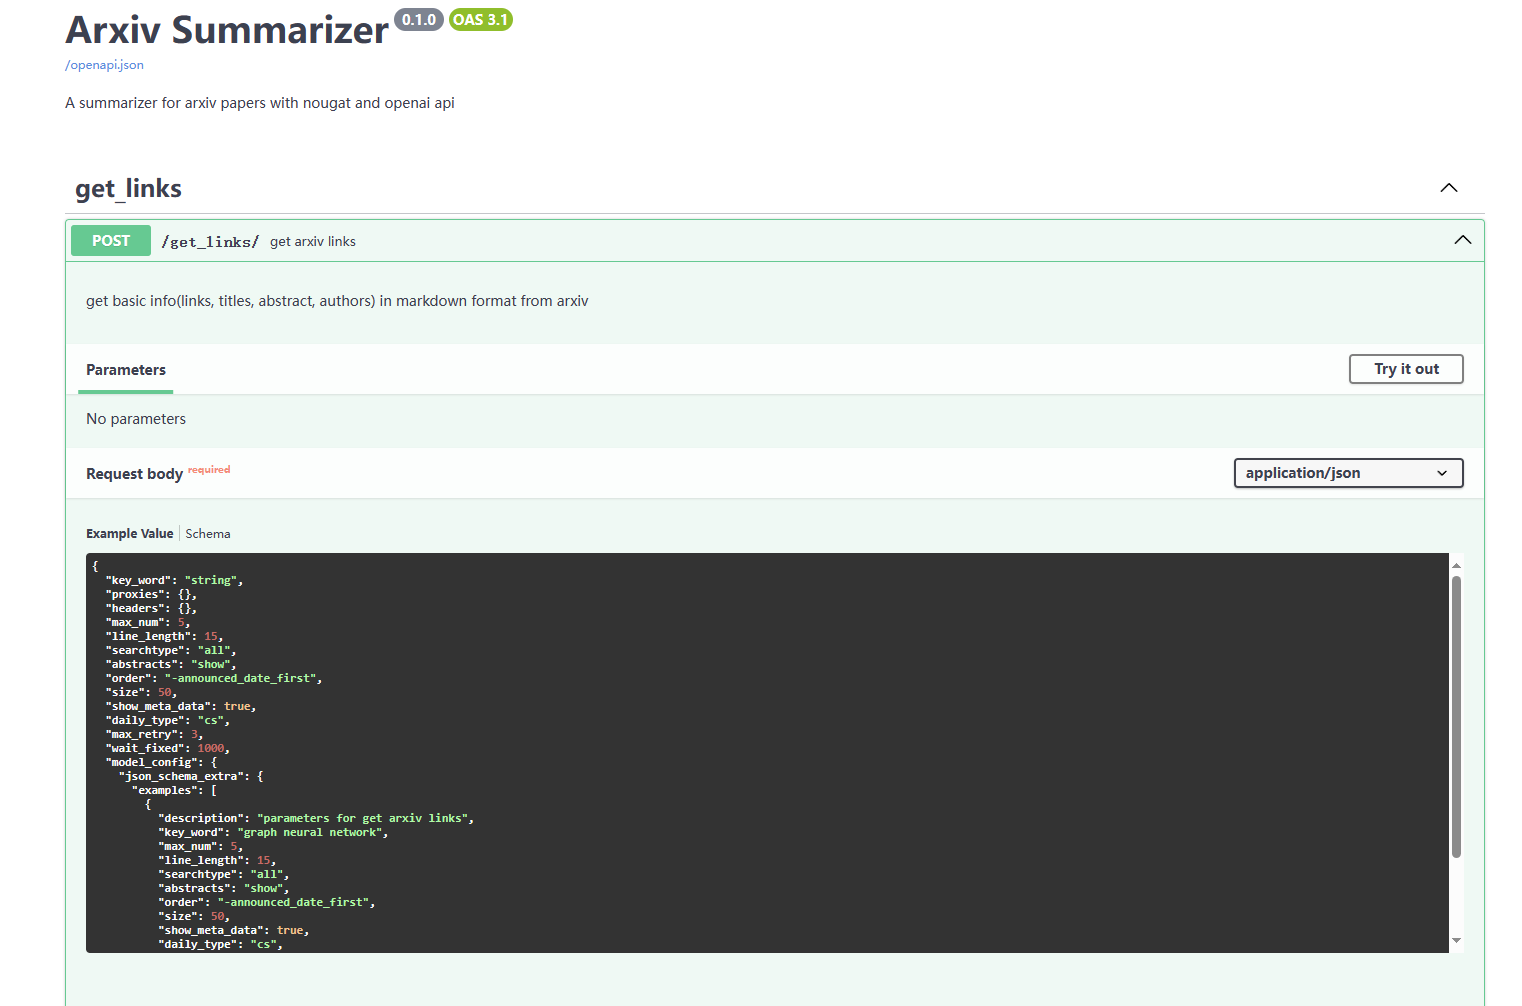 Arxiv Summarizer 0.1.0 OAS 3.1
/openapi.json
A summarizer for arxiv papers with nougat and openai api
get_links
POST /get_links/ get arxiv links
get basic info(links, titles, abstract, authors) in markdown format from arxiv
Parameters Try it out
No parameters
Request body required application/json
Example Value Schema
{
  "key_word": "string",
  "proxies": {},
  "headers": {},
  "max_num": 5,
  "line_length": 15,
  "searchtype": "all",
  "abstracts": "show",
  "order": "-announced_date_first",
  "size": 50,
  "show_meta_data": true,
  "daily_type": "cs",
  "max_retry": 3,
  "wait_fixed": 1000,
  "model_config": {
    "json_schema_extra": {
      "examples": [
        {
          "description": "parameters for get arxiv links",
          "key_word": "graph neural network",
          "max_num": 5,
          "line_length": 15,
          "searchtype": "all",
          "abstracts": "show",
          "order": "-announced_date_first",
          "size": 50,
          "show_meta_data": true,
          "daily_type": "cs",